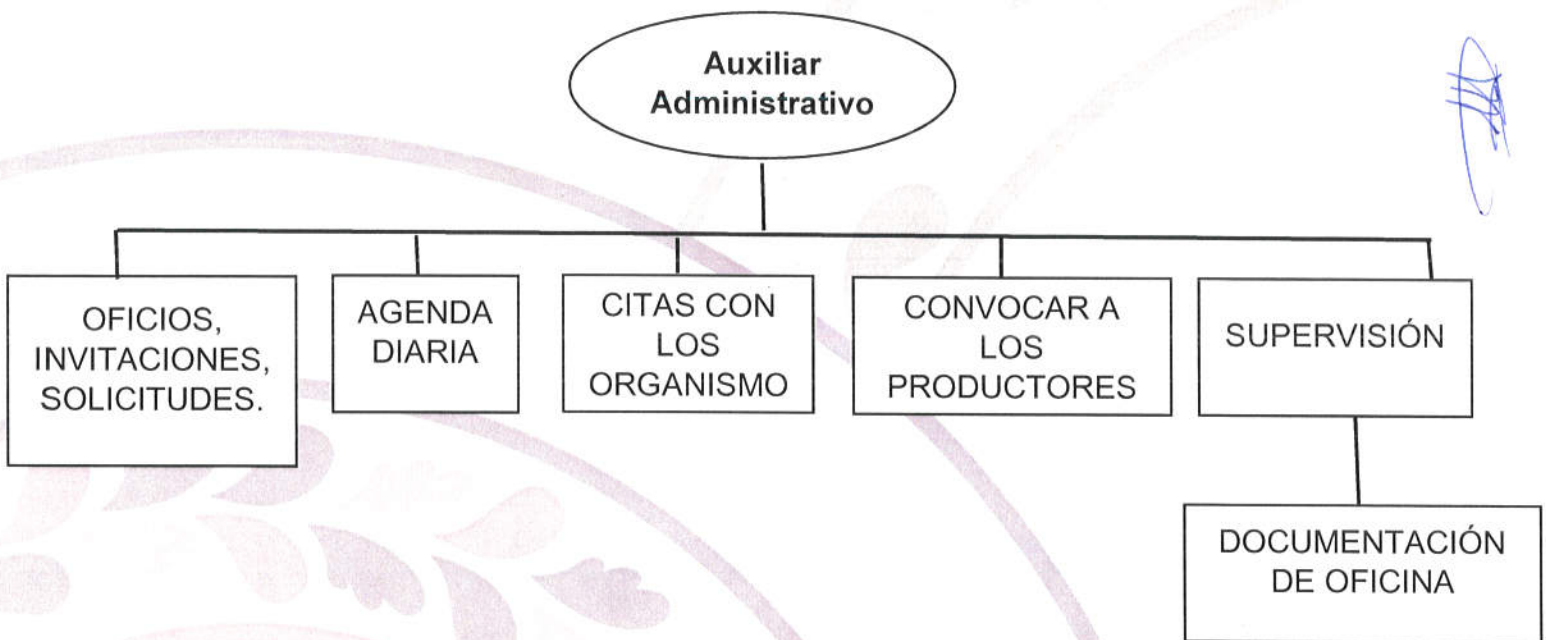 Auxiliar
Administrativo
OFICIOS,
INVITACIONES,
SOLICITUDES.
AGENDA
DIARIA
CITAS CON
LOS
ORGANISMO
CONVOCAR A
LOS
PRODUCTORES
SUPERVISIÓN
DOCUMENTACIÓN
DE OFICINA